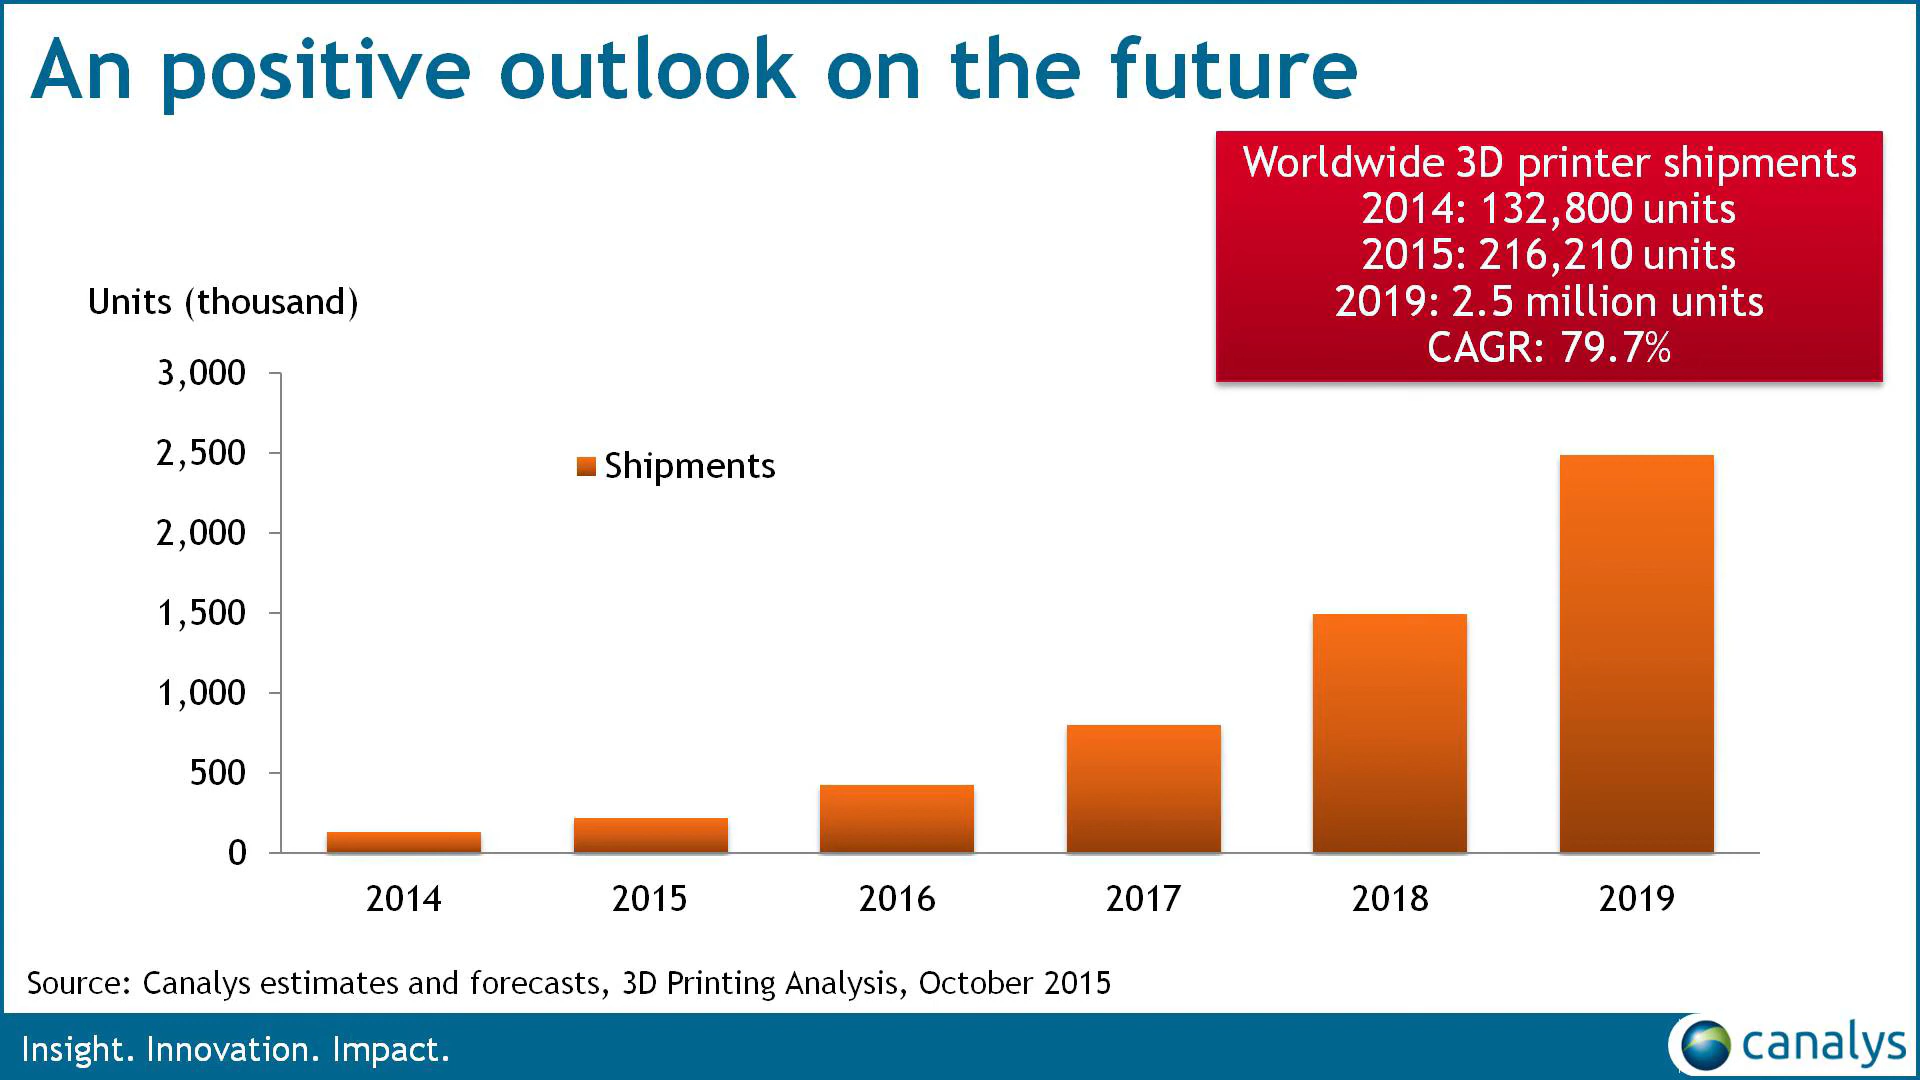 An positive outlook on the future
Worldwide 3D printer shipments
2014: 132,800 units
2015: 216,210 units
2019: 2.5 million units
CAGR: 79.7%
Units (thousand)
3,000
2,500
2,000
1,500
1,000
500
0
Shipments
2014 2015 2016 2017 2018 2019
Source: Canalys estimates and forecasts, 3D Printing Analysis, October 2015
Insight. Innovation. Impact.
canalys